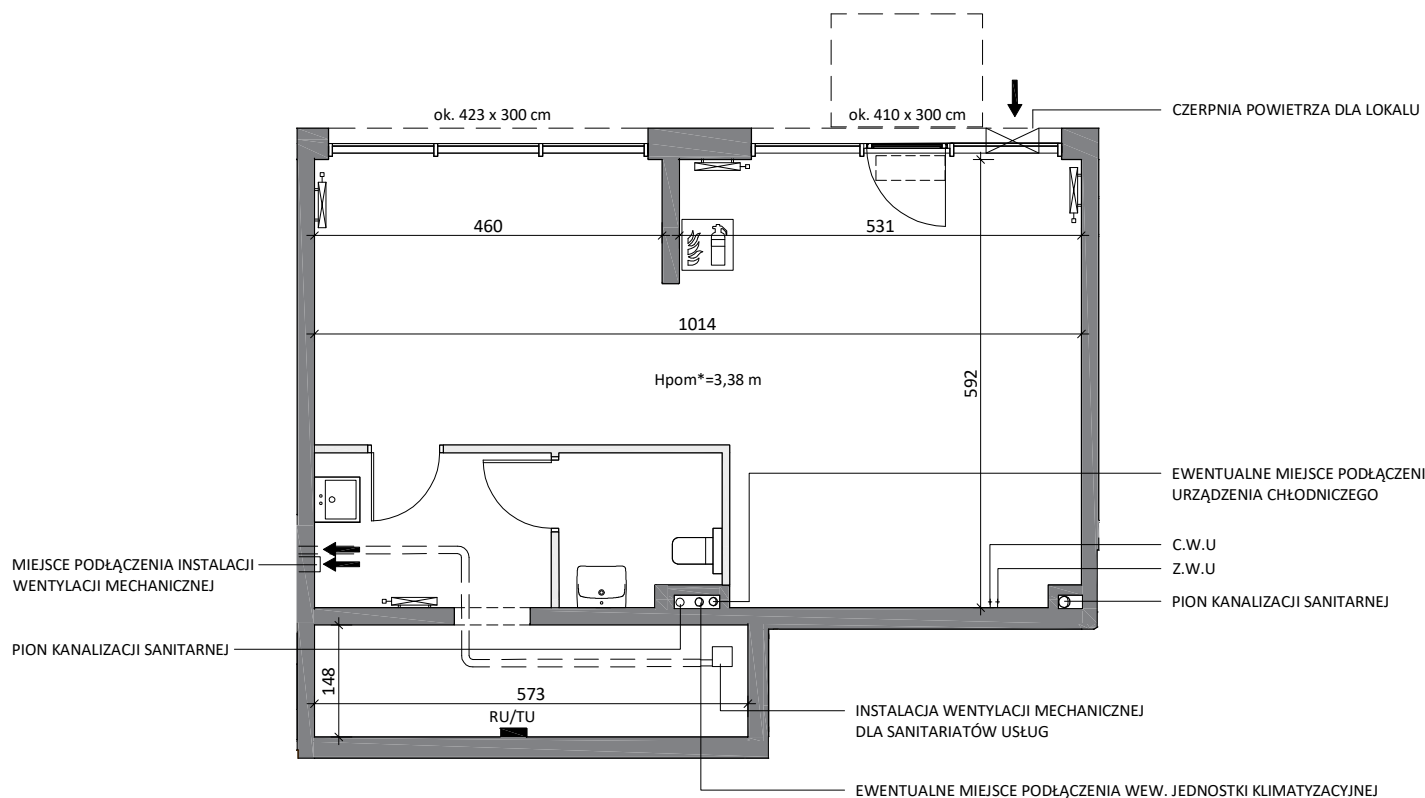 ok. 423 x 300 cm
ok. 410 x 300 cm
CZERPNIA POWIETRZA DLA LOKALU
460
531
1014
Hpom*=3,38 m
592
EWENTUALNE MIEJSCE PODŁĄCZENI
URZĄDZENIA CHŁODNICZEGO
C.W.U
Z.W.U
PION KANALIZACJI SANITARNEJ
MIEJSCE PODŁĄCZENIA INSTALACJI
WENTYLACJI MECHANICZNEJ
PION KANALIZACJI SANITARNEJ
148
573
RU/TU
INSTALACJA WENTYLACJI MECHANICZNEJ
DLA SANITARIATÓW USŁUG
EWENTUALNE MIEJSCE PODŁĄCZENIA WEW. JEDNOSTKI KLIMATYZACYJNEJ